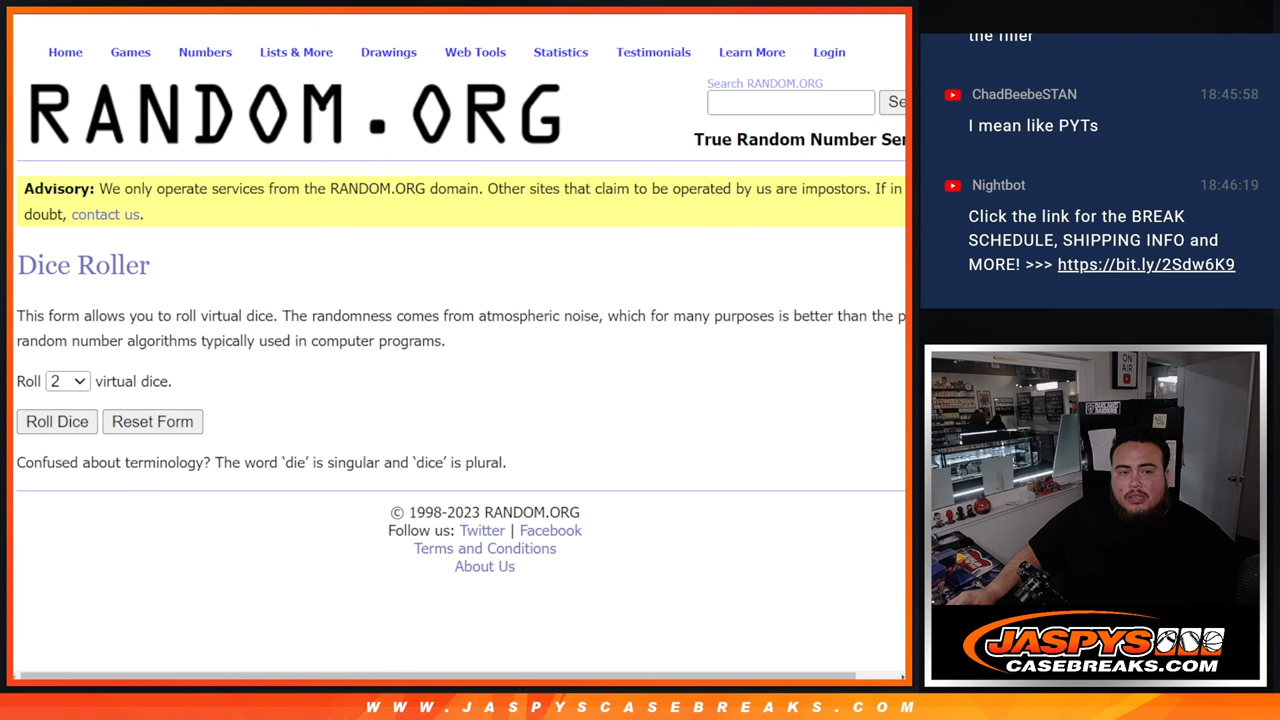 Home Games Numbers Lists & More Drawings Web Tools Statistics Testimonials Learn More Login
RANDOM.ORG
Search RANDOM.ORG
Se
True Random Number Ser
Advisory: We only operate services from the RANDOM.ORG domain. Other sites that claim to be operated by us are impostors. If in
doubt, contact us.
Dice Roller
This form allows you to roll virtual dice. The randomness comes from atmospheric noise, which for many purposes is better than the p
random number algorithms typically used in computer programs.
Roll 2 virtual dice.
Roll Dice Reset Form
Confused about terminology? The word ‘die’ is singular and ‘dice’ is plural.
© 1998-2023 RANDOM.ORG
Follow us: Twitter | Facebook
Terms and Conditions
About Us
the filler
ChadBeebeSTAN 18:45:58
I mean like PYTs
Nightbot 18:46:19
Click the link for the BREAK
SCHEDULE, SHIPPING INFO and
MORE! >>> https://bit.ly/2Sdw6K9
ON
AIR
JASPYS
CASEBREAKS.COM
WWW.JASPYSCASEBREAKS.COM